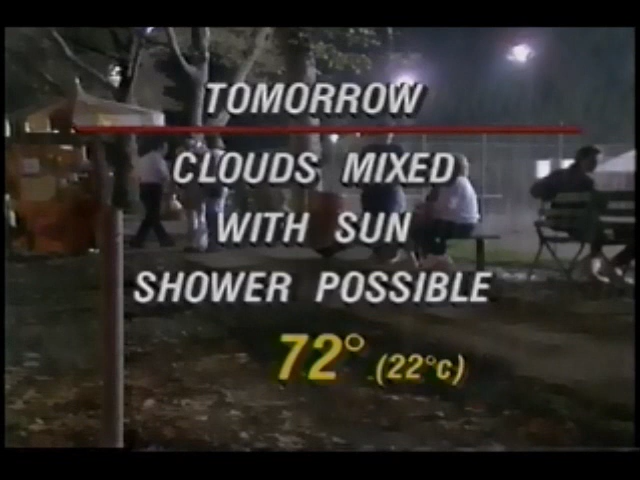 TOMORROW
CLOUDS MIXED
WITH SUN
SHOWER POSSIBLE
72° (22°C)